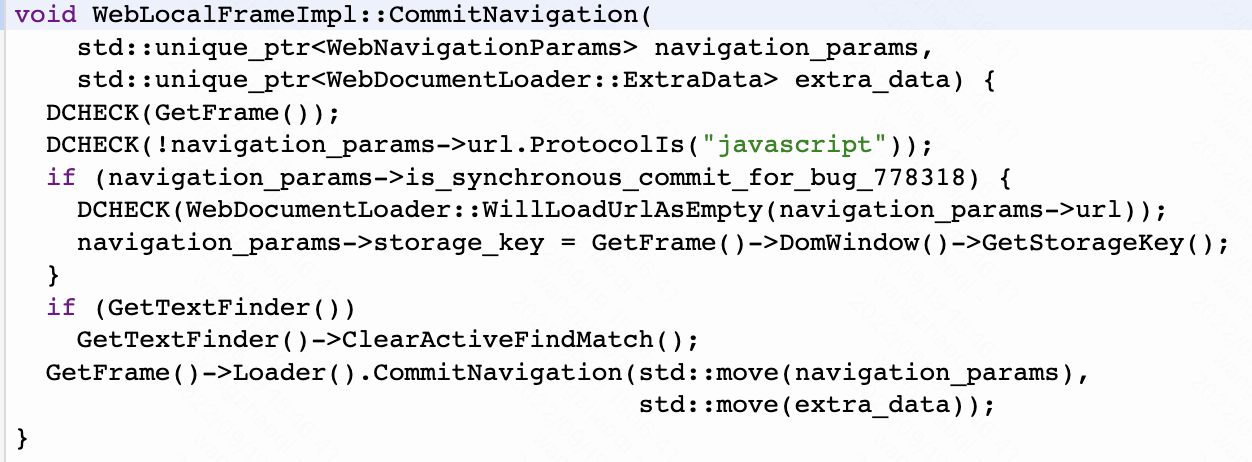 void WebLocalFrameImpl::CommitNavigation(
    std::unique_ptr<WebNavigationParams> navigation_params,
    std::unique_ptr<WebDocumentLoader::ExtraData> extra_data) {
  DCHECK(GetFrame());
  DCHECK(!navigation_params->url.ProtocolIs("javascript"));
  if (navigation_params->is_synchronous_commit_for_bug_778318) {
    DCHECK(WebDocumentLoader::WillLoadUrlAsEmpty(navigation_params->url));
    navigation_params->storage_key = GetFrame()->DomWindow()->GetStorageKey();
  }
  if (GetTextFinder())
    GetTextFinder()->ClearActiveFindMatch();
  GetFrame()->Loader().CommitNavigation(std::move(navigation_params),
                                        std::move(extra_data));
}